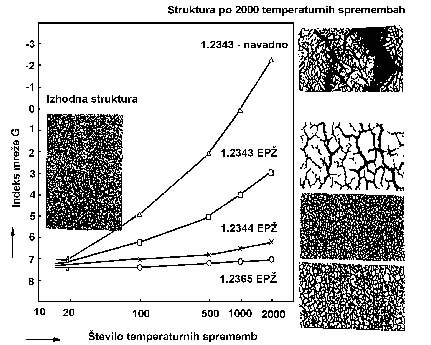 Struktura po 2000 temperaturnih spremembah
-3
1.2343 - navadno
-2
-1
Izhodna struktura
0
1
2
1.2343 EPŽ
3
4
1.2344 EPŽ
5
6
7
1.2365 EPŽ
8
Indeks mreža G
10 20 100 500 1000 2000
Število temperaturnih sprememb